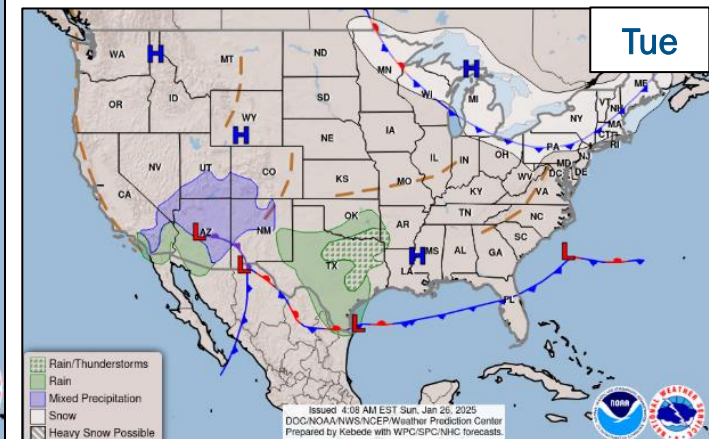 Tue
WA
H
MT
ND
MN
H
ME
OR
ID
WY
H
SD
WI
MI
VT
NH
NY
MA
CT
RI
NV
UT
CO
NE
IA
IL
IN
OH
PA
NJ
MD
DE
DC
WV
VA
CA
KS
MO
KY
NC
TN
AZ
NM
OK
AR
SC
L
L
TX
H
MS
AL
GA
LA
L
L
FL
Rain/Thunderstorms
Rain
Mixed Precipitation
Snow
Heavy Snow Possible
Issued 4:08 AM EST Sun, Jan 26, 2025
DOC/NOAA/NWS/NCEP/Weather Prediction Center
Prepared by Kebede with WPC/SPC/NHC forecasts.
NOAA
NATIONAL WEATHER